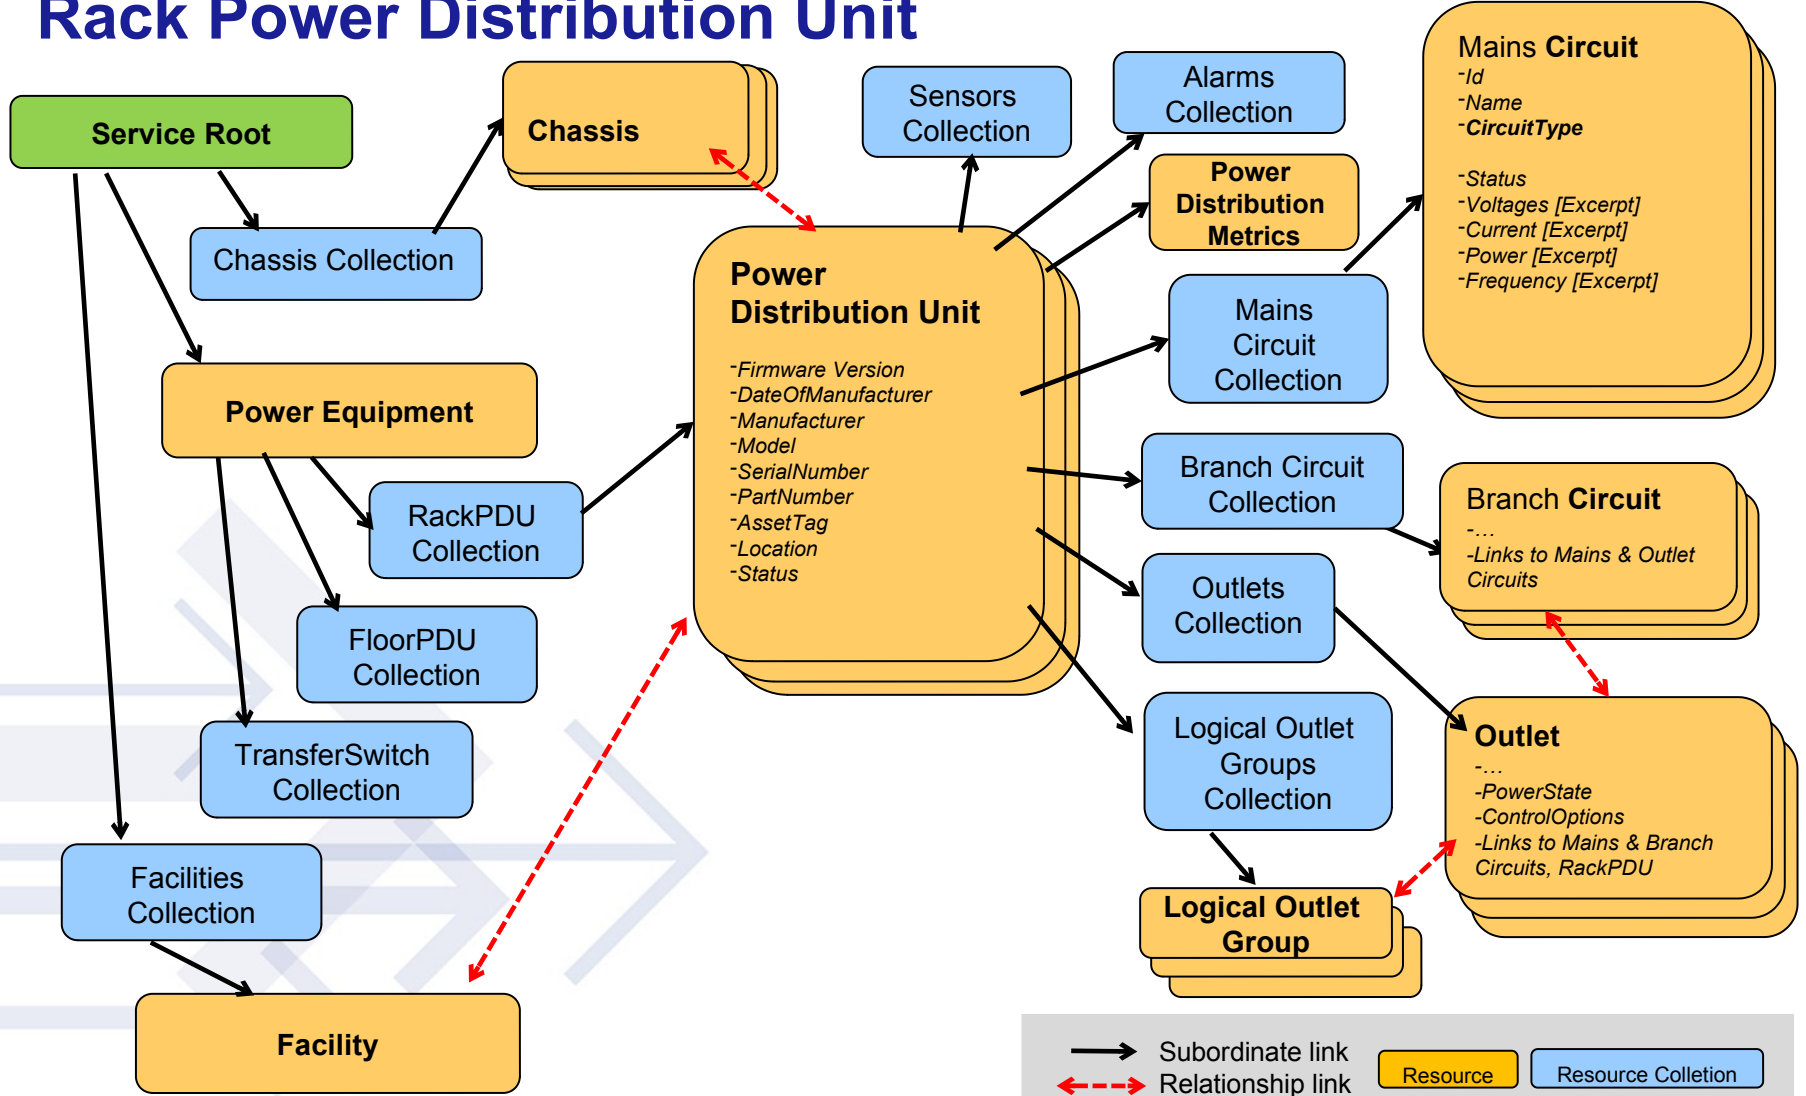 Rack Power Distribution Unit
Service Root
Chassis
Chassis Collection
Power Equipment
RackPDU
Collection
FloorPDU
Collection
TransferSwitch
Collection
Facilities
Collection
Facility
Power
Distribution Unit
-Firmware Version
-DateOfManufacturer
-Manufacturer
-Model
-SerialNumber
-PartNumber
-AssetTag
-Location
-Status
Sensors
Collection
Alarms
Collection
Power
Distribution
Metrics
Mains
Circuit
Collection
Branch Circuit
Collection
Outlets
Collection
Logical Outlet
Groups
Collection
Logical Outlet
Group
Mains Circuit
-Id
-Name
-CircuitType
-Status
-Voltages [Excerpt]
-Current [Excerpt]
-Power [Excerpt]
-Frequency [Excerpt]
Branch Circuit
-…
-Links to Mains & Outlet
Circuits
Outlet
-…
-PowerState
-ControlOptions
-Links to Mains & Branch
Circuits, RackPDU
Subordinate link
Relationship link
Resource
Resource Colletion